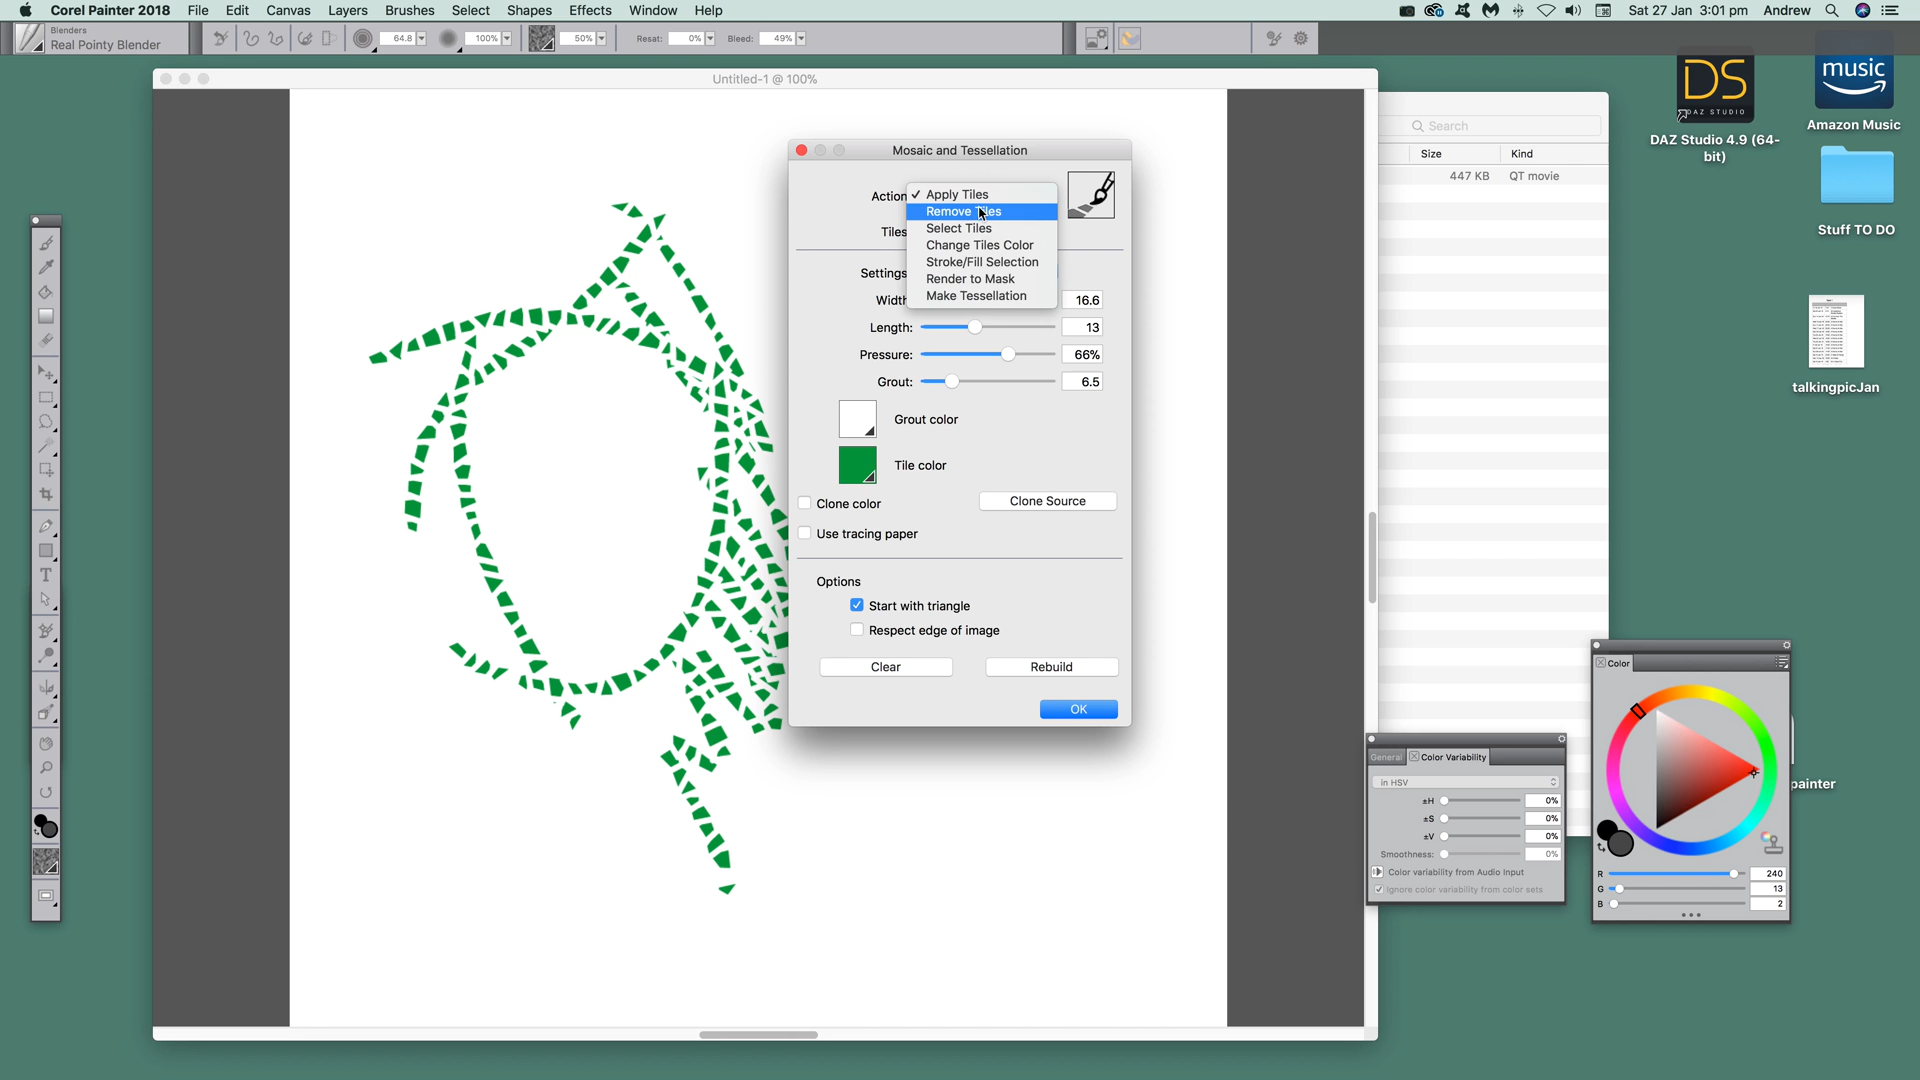 Corel Painter 2018 File Edit Canvas Layers Brushes Select Shapes Effects Window Help
Sat 27 Jan 3:01 pm Andrew
Blenders
Real Pointy Blender
64.8
100%
50%
Resat: 0%
Bleed: 49%
Untitled-1 @ 100%
Search
Size Kind
447 KB QT movie
DS
DAZ STUDIO
DAZ Studio 4.9 (64-
bit)
music
Amazon Music
Stuff TO DO
talkingpicJan
painter
Mosaic and Tessellation
Action
Apply Tiles
Remove Tiles
Select Tiles
Change Tiles Color
Stroke/Fill Selection
Render to Mask
Make Tessellation
Tiles
Settings
Width 16.6
Length: 13
Pressure: 66%
Grout: 6.5
Grout color
Tile color
Clone color
Clone Source
Use tracing paper
Options
Start with triangle
Respect edge of image
Clear
Rebuild
OK
General Color Variability
in HSV
±H 0%
±S 0%
±V 0%
Smoothness: 0%
Color variability from Audio Input
Ignore color variability from color sets
Color
R 240
G 13
B 2
T